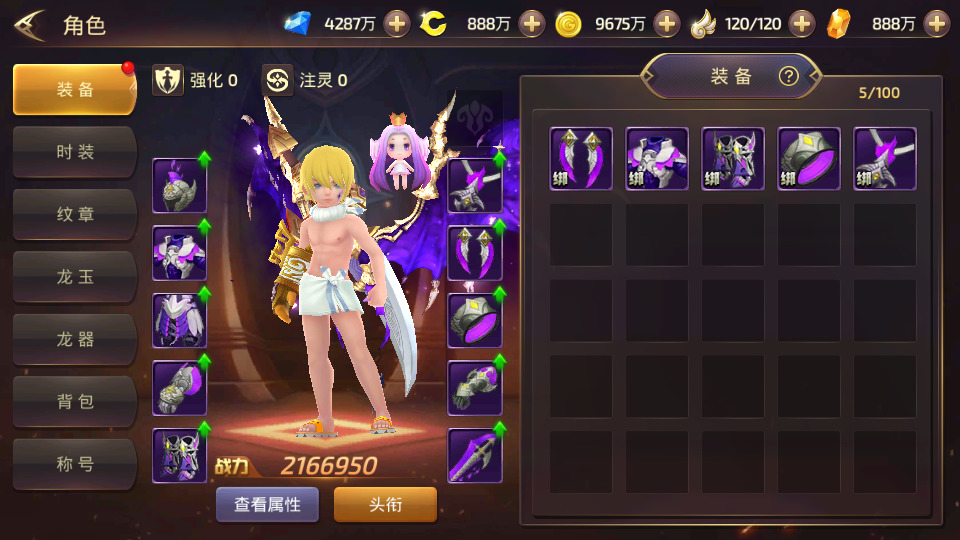 角色
4287万
888万
9675万
120/120
888万
装备
时装
纹章
龙玉
龙器
背包
称号
强化 0
注灵 0
战力 2166950
查看属性
头衔
装备 ?
5/100
绑 绑 绑 绑 绑